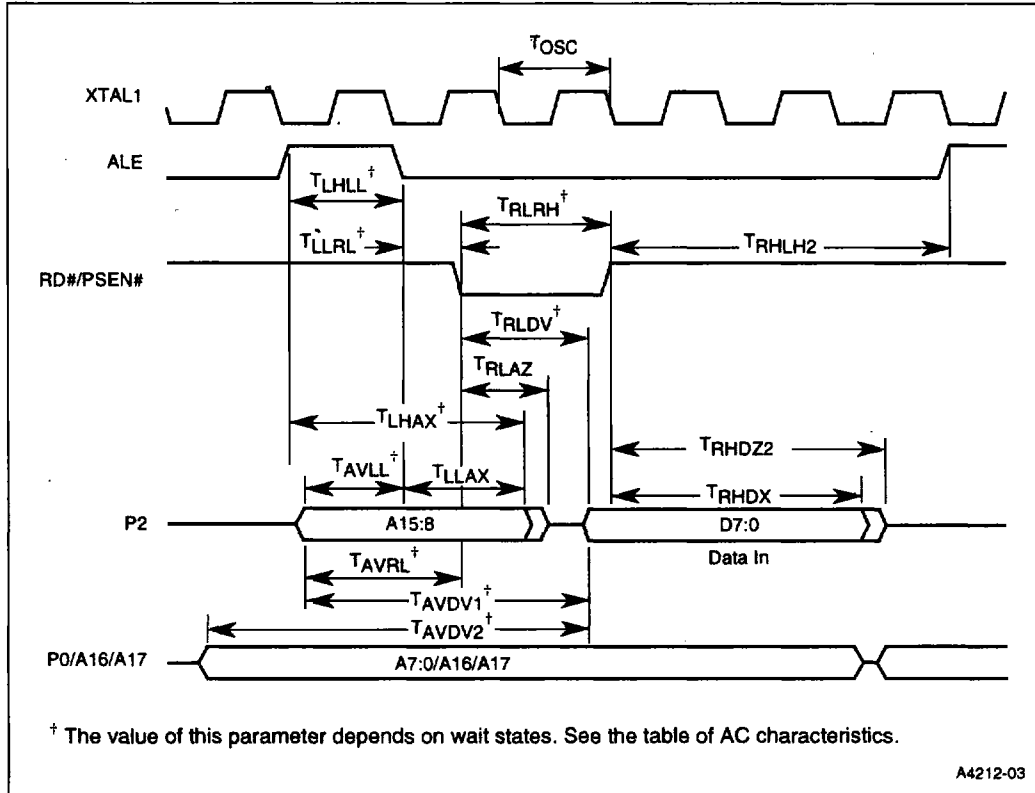 TOSC
XTAL1
ALE
TLHLL†
TRLRH†
TLLRL†
TRHLH2
RD#/PSEN#
TRLDV†
TRLAZ
TLHAX†
TRHDZ2
TAVLL†
TLLAX
TRHDX
P2
A15:8
D7:0
Data In
TAVRL†
TAVDV1†
TAVDV2†
P0/A16/A17
A7:0/A16/A17
† The value of this parameter depends on wait states. See the table of AC characteristics.
A4212-03